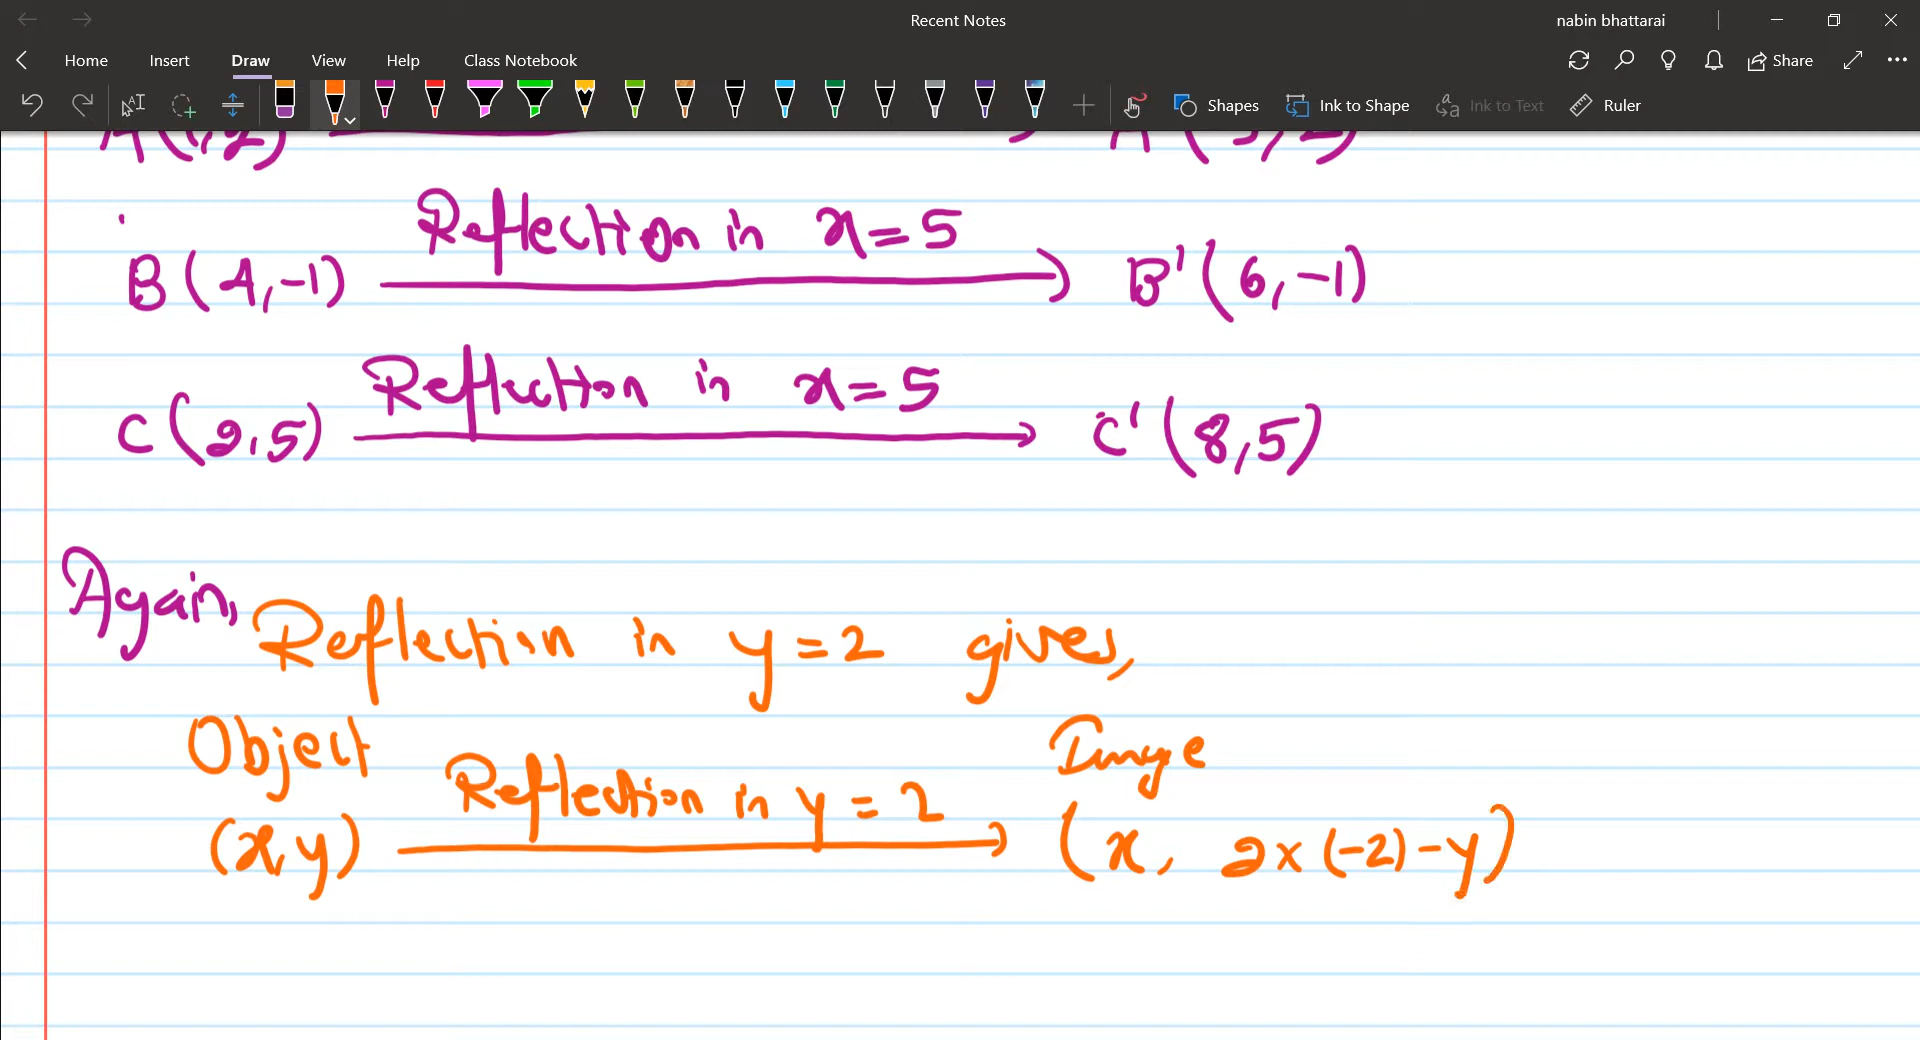 Recent Notes
nabin bhattarai
Home Insert Draw View Help Class Notebook
Share
Shapes Ink to Shape Ink to Text Ruler
Reflection in x=5
B(4,-1) B'(6,-1)
Reflection in x=5
C(2,5) C'(8,5)
Again,
Reflection in y=2 gives,
Object Image
Reflection in y=2
(x,y) (x, 2x(-2)-y)